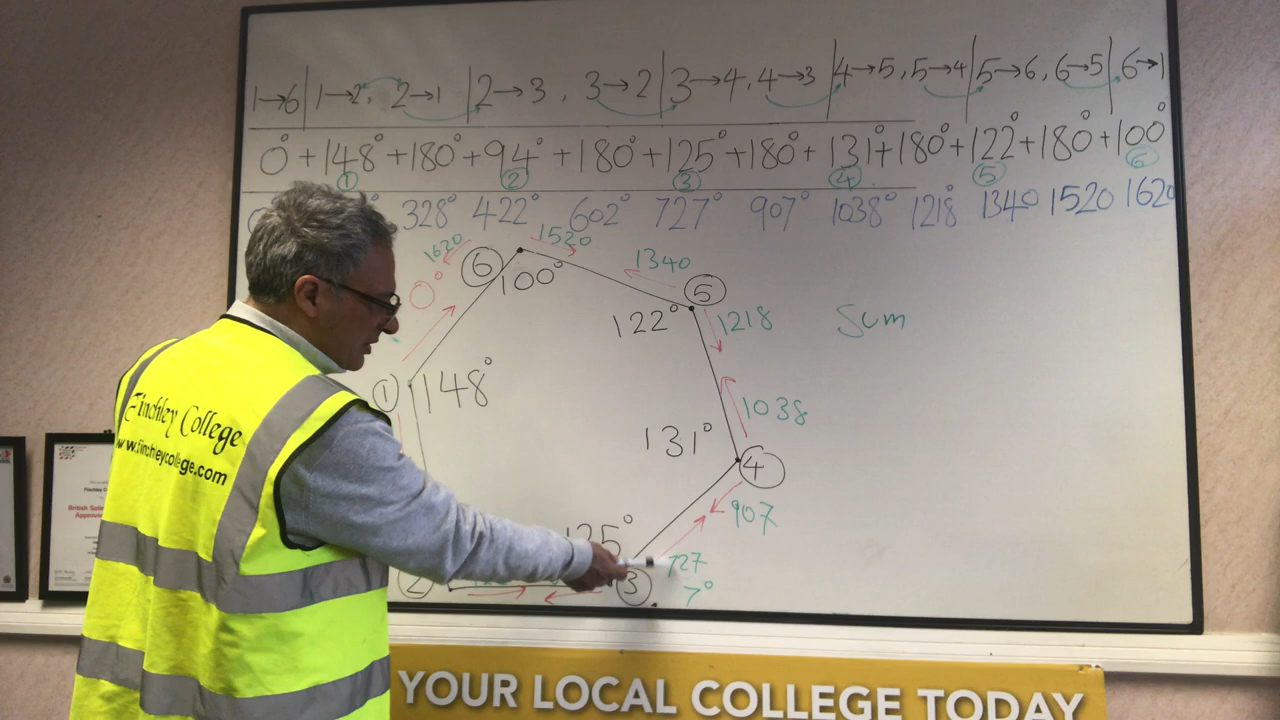 1→6 | 1→2, 2→1 | 2→3, 3→2 | 3→4, 4→3 | 4→5, 5→4 | 5→6, 6→5 | 6→1
0° + 148° + 180° + 94° + 180° + 125° + 180° + 131° + 180° + 122° + 180° + 100°
① ② ③ ④ ⑤ ⑥
328° 422° 602° 727° 907° 1038° 1218° 1340 1520 1620
1620 ⑥ 1520
100° 1340
0° ⑤
122° 1218 Sum
① 148°
1038
131° ④
907
125°
727
② ③ 7°
Finchley College
www.finchleycollege.com
YOUR LOCAL COLLEGE TODAY